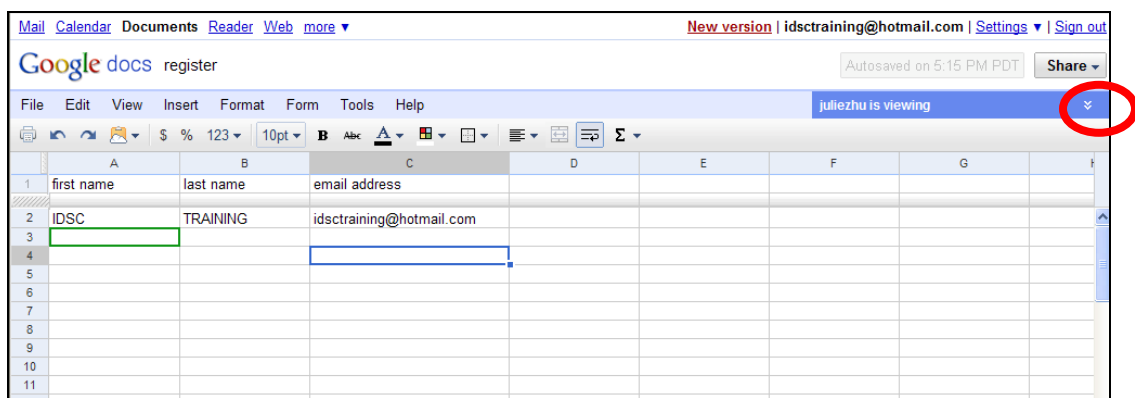 Mail Calendar Documents Reader Web more ▼ New version | idsctraining@hotmail.com | Settings ▼ | Sign out
Google docs register Autosaved on 5:15 PM PDT Share
File Edit View Insert Format Form Tools Help juliezhu is viewing
$ % 123 10pt B Abc A Σ
A B C D E F G H
1 first name last name email address
2 IDSC TRAINING idsctraining@hotmail.com
3
4
5
6
7
8
9
10
11